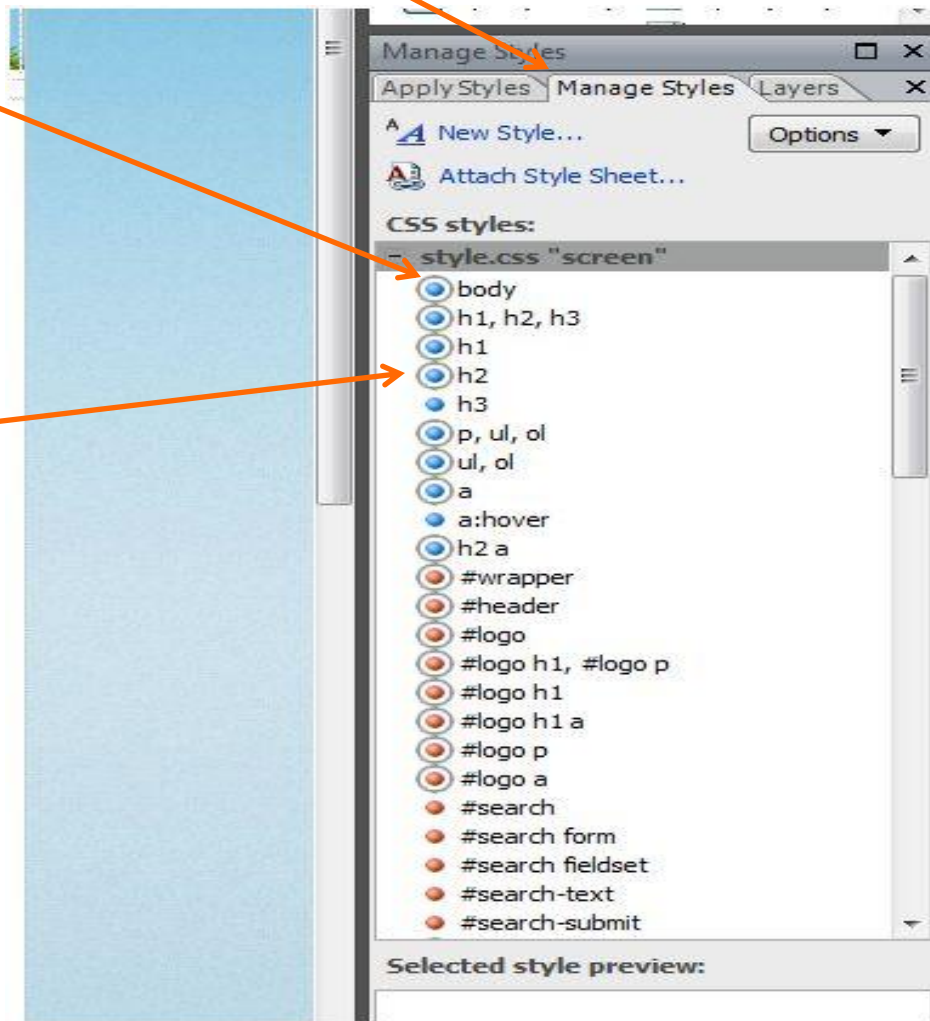 Manage Styles
Apply Styles Manage Styles Layers
New Style... Options
Attach Style Sheet...
CSS styles:
style.css "screen"
body
h1, h2, h3
h1
h2
h3
p, ul, ol
ul, ol
a
a:hover
h2 a
#wrapper
#header
#logo
#logo h1, #logo p
#logo h1
#logo h1 a
#logo p
#logo a
#search
#search form
#search fieldset
#search-text
#search-submit
Selected style preview: